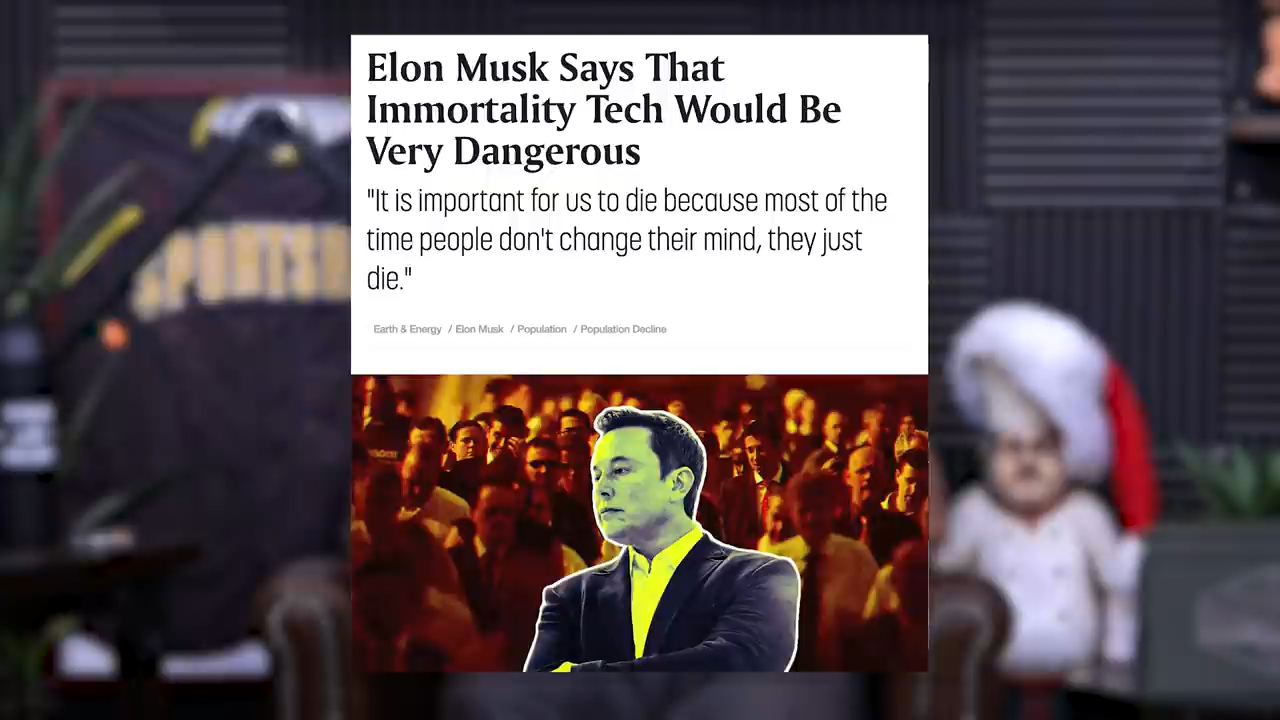 Elon Musk Says That
Immortality Tech Would Be
Very Dangerous
"It is important for us to die because most of the
time people don't change their mind, they just
die."
Earth & Energy / Elon Musk / Population / Population Decline